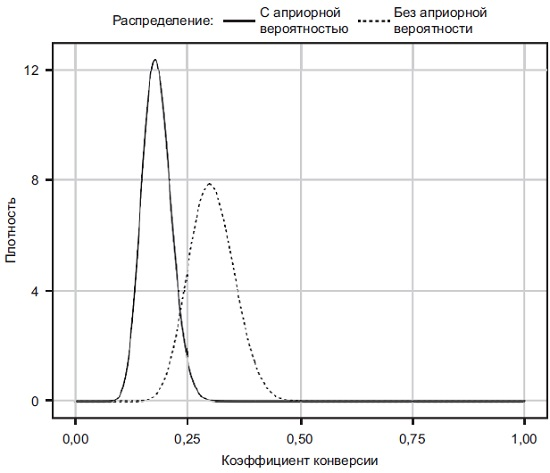 Распределение: С априорной вероятностью Без априорной вероятности
12
8
4
0
Плотность
0,00 0,25 0,50 0,75 1,00
Коэффициент конверсии